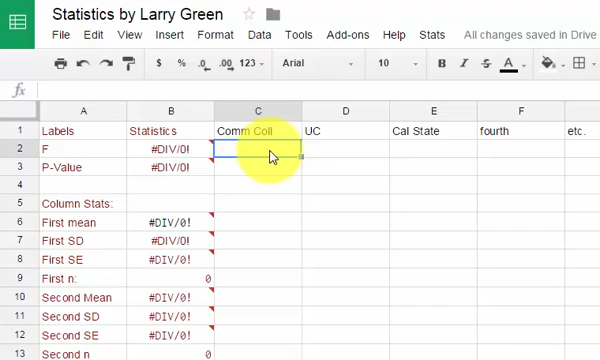 Statistics by Larry Green
File Edit View Insert Format Data Tools Add-ons Help Stats All changes saved in Drive
$ % .0 .00 123 Arial 10 B I S A
fx
A B C D E F
1 Labels Statistics Comm Coll UC Cal State fourth etc.
2 F #DIV/0!
3 P-Value #DIV/0!
4
5 Column Stats:
6 First mean #DIV/0!
7 First SD #DIV/0!
8 First SE #DIV/0!
9 First n: 0
10 Second Mean #DIV/0!
11 Second SD #DIV/0!
12 Second SE #DIV/0!
13 Second n 0